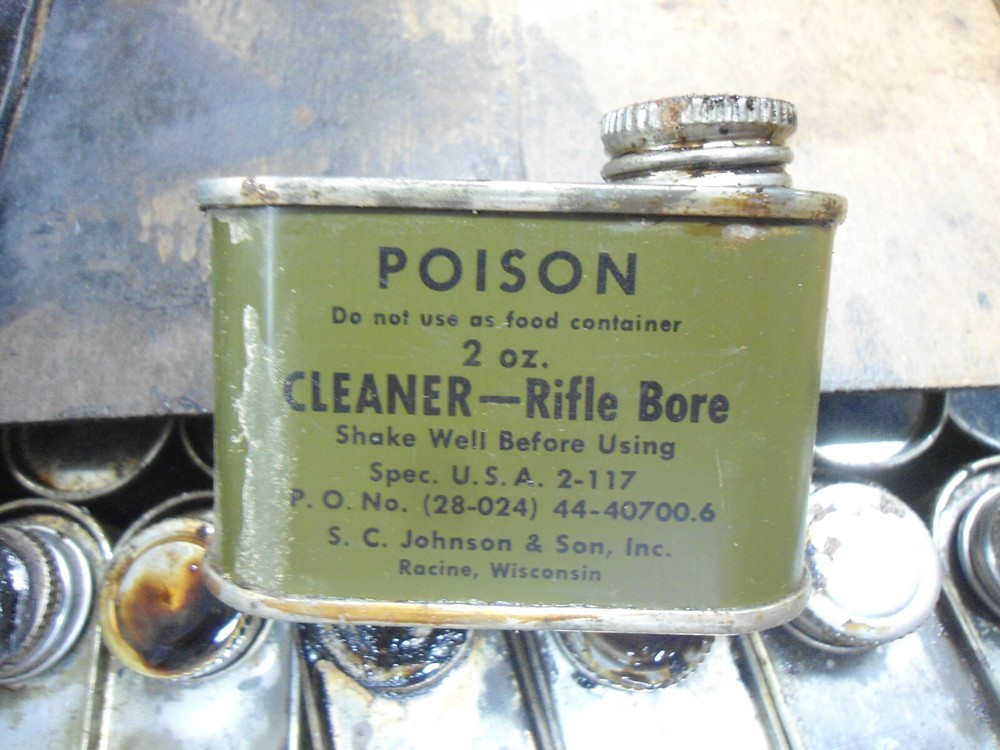 POISON
Do not use as food container
2 oz.
CLEANER—Rifle Bore
Shake Well Before Using
Spec. U.S.A. 2-117
P. O. No. (28-024) 44-40700.6
S. C. Johnson & Son, Inc.
Racine, Wisconsin